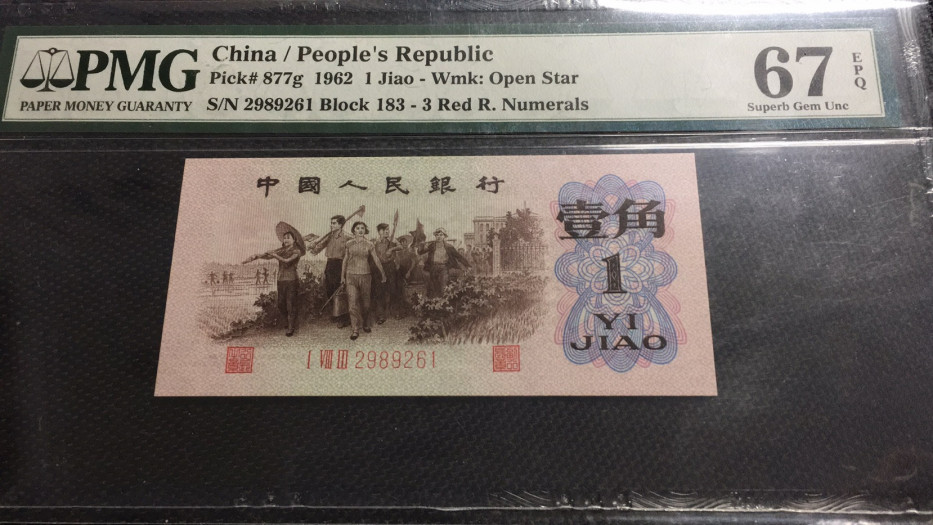 PMG
PAPER MONEY GUARANTY
China / People's Republic
Pick# 877g 1962 1 Jiao - Wmk: Open Star
S/N 2989261 Block 183 - 3 Red R. Numerals
67
EPQ
Superb Gem Unc
中國人民銀行
壹角
1
YI
JIAO
I VIII III 2989261